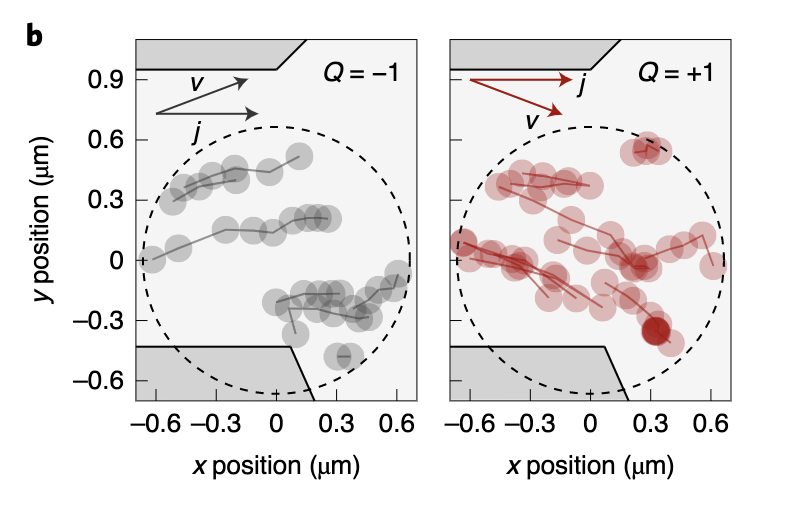 b
v
j
Q = −1
j
v
Q = +1
y position (μm)
0.9
0.6
0.3
0
−0.3
−0.6
−0.6 −0.3 0 0.3 0.6
−0.6 −0.3 0 0.3 0.6
x position (μm)
x position (μm)